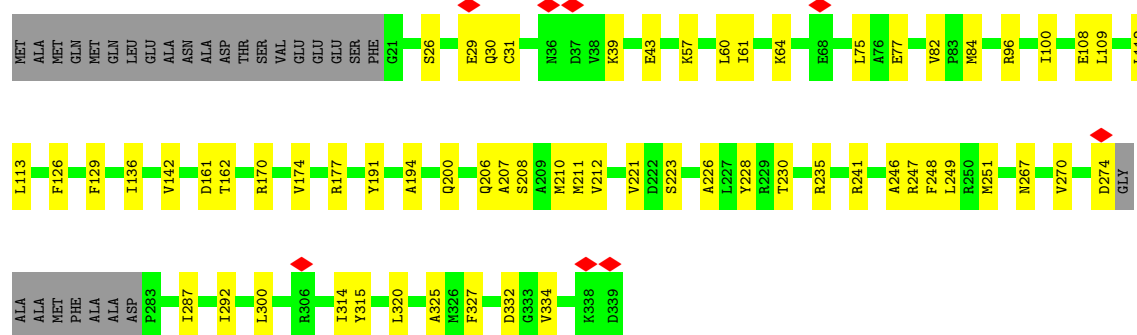 MET ALA MET GLN MET GLN LEU GLU ALA ASN ALA ASP THR SER VAL GLU GLU GLU SER PHE G21 S26 E29 Q30 C31 N36 D37 V38 K39 E43 K57 L60 I61 K64 E68 L75 A76 E77 V82 P83 M84 R96 I100 E108 L109
L113 F126 F129 I136 V142 D161 T162 R170 V174 R177 Y191 A194 Q200 Q206 A207 S208 A209 M210 M211 V212 V221 D222 S223 A226 L227 Y228 R229 T230 R235 R241 A246 R247 F248 L249 R250 M251 N267 V270 D274 GLY
ALA ALA MET PHE ALA ALA ASP P283 I287 I292 L300 R306 I314 Y315 L320 A325 M326 F327 D332 G333 V334 K338 D339